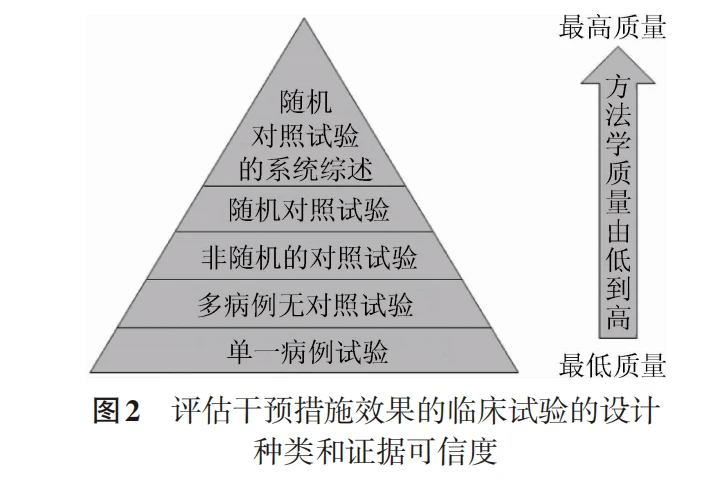 最高质量
随机
对照试验
的系统综述
随机对照试验
非随机的对照试验
多病例无对照试验
单一病例试验
方法学质量由低到高
最低质量
图2 评估干预措施效果的临床试验的设计
种类和证据可信度